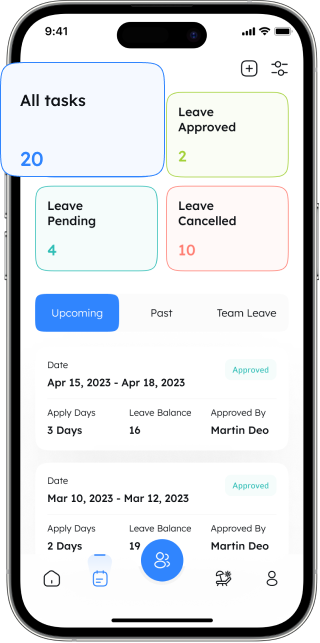 9:41
All tasks
20
Leave
Approved
2
Leave
Pending
4
Leave
Cancelled
10
Upcoming Past Team Leave
Date
Approved
Apr 15, 2023 - Apr 18, 2023
Apply Days Leave Balance Approved By
3 Days 16 Martin Deo
Date
Approved
Mar 10, 2023 - Mar 12, 2023
Apply Days Leave Balance Approved By
2 Days 19 Martin Deo